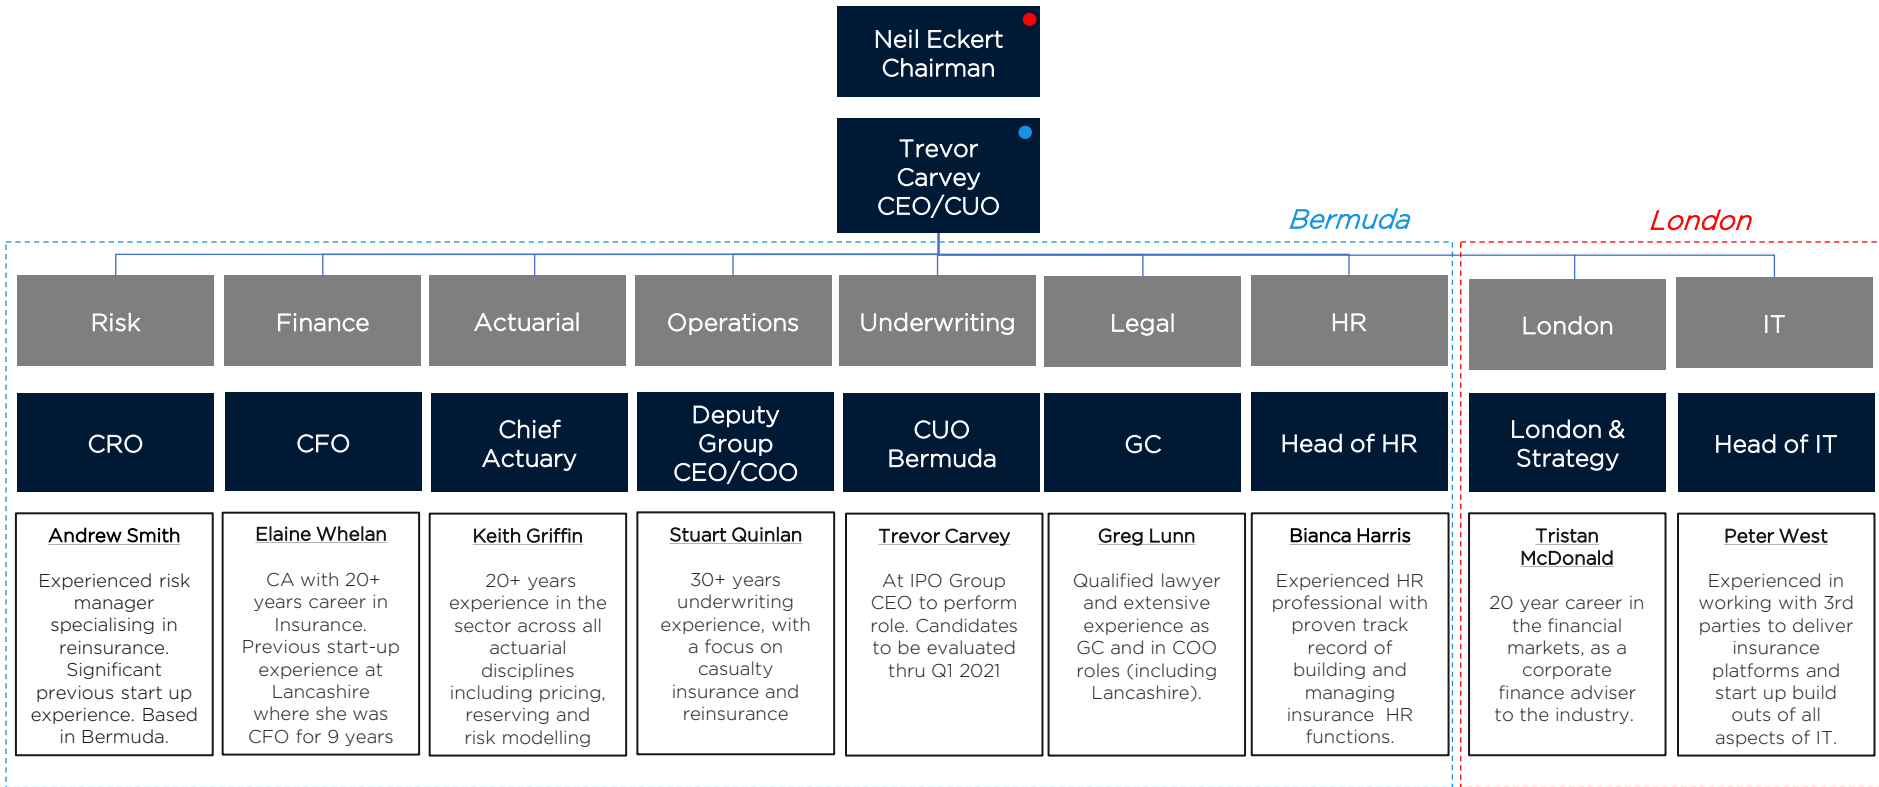 Neil Eckert
Chairman
Trevor
Carvey
CEO/CUO
Bermuda
London
Risk
Finance
Actuarial
Operations
Underwriting
Legal
HR
London
IT
CRO
CFO
Chief
Actuary
Deputy
Group
CEO/COO
CUO
Bermuda
GC
Head of HR
London &
Strategy
Head of IT
Andrew Smith
Experienced risk
manager
specialising in
reinsurance.
Significant
previous start up
experience. Based
in Bermuda.
Elaine Whelan
CA with 20+
years career in
Insurance.
Previous start-up
experience at
Lancashire
where she was
CFO for 9 years
Keith Griffin
20+ years
experience in the
sector across all
actuarial
disciplines
including pricing,
reserving and
risk modelling
Stuart Quinlan
30+ years
underwriting
experience, with
a focus on
casualty
insurance and
reinsurance
Trevor Carvey
At IPO Group
CEO to perform
role. Candidates
to be evaluated
thru Q1 2021
Greg Lunn
Qualified lawyer
and extensive
experience as
GC and in COO
roles (including
Lancashire).
Bianca Harris
Experienced HR
professional with
proven track
record of
building and
managing
insurance  HR
functions.
Tristan
McDonald
20 year career in
the financial
markets, as a
corporate
finance adviser
to the industry.
Peter West
Experienced in
working with 3rd
parties to deliver
insurance
platforms and
start up build
outs of all
aspects of IT.